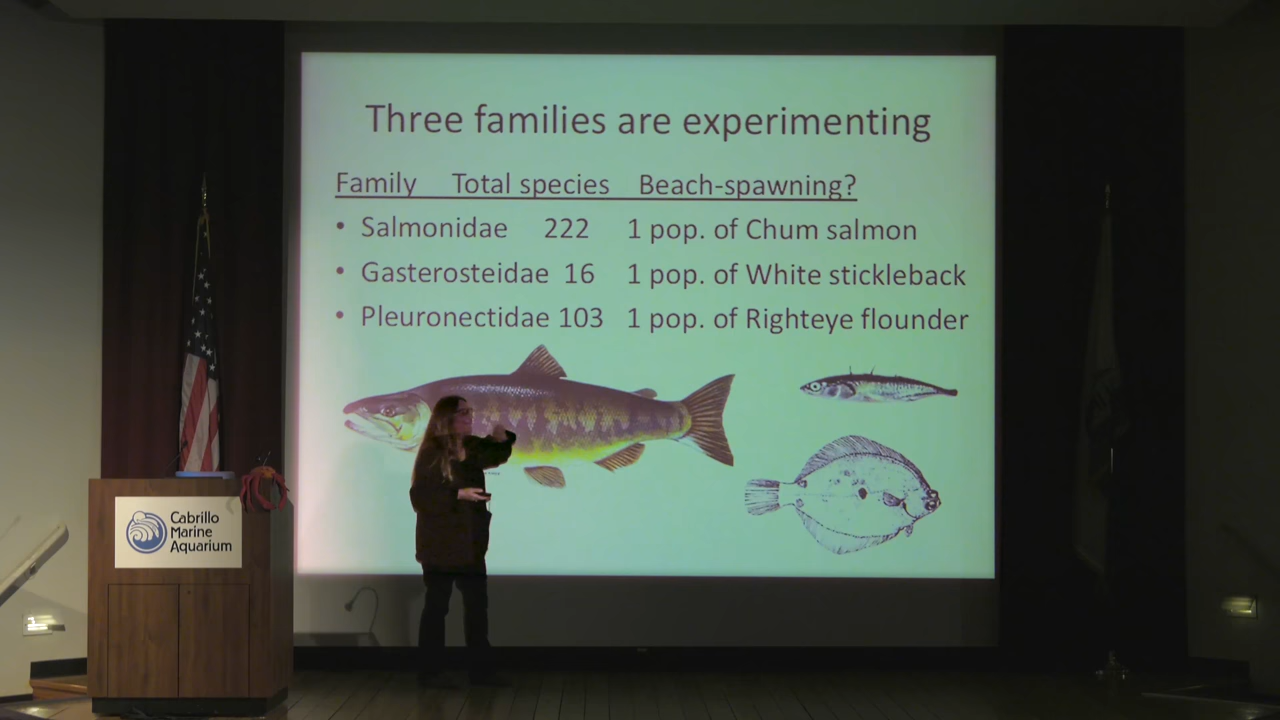 Three families are experimenting
Family Total species Beach-spawning?
• Salmonidae 222 1 pop. of Chum salmon
• Gasterosteidae 16 1 pop. of White stickleback
• Pleuronectidae 103 1 pop. of Righteye flounder
Cabrillo
Marine
Aquarium